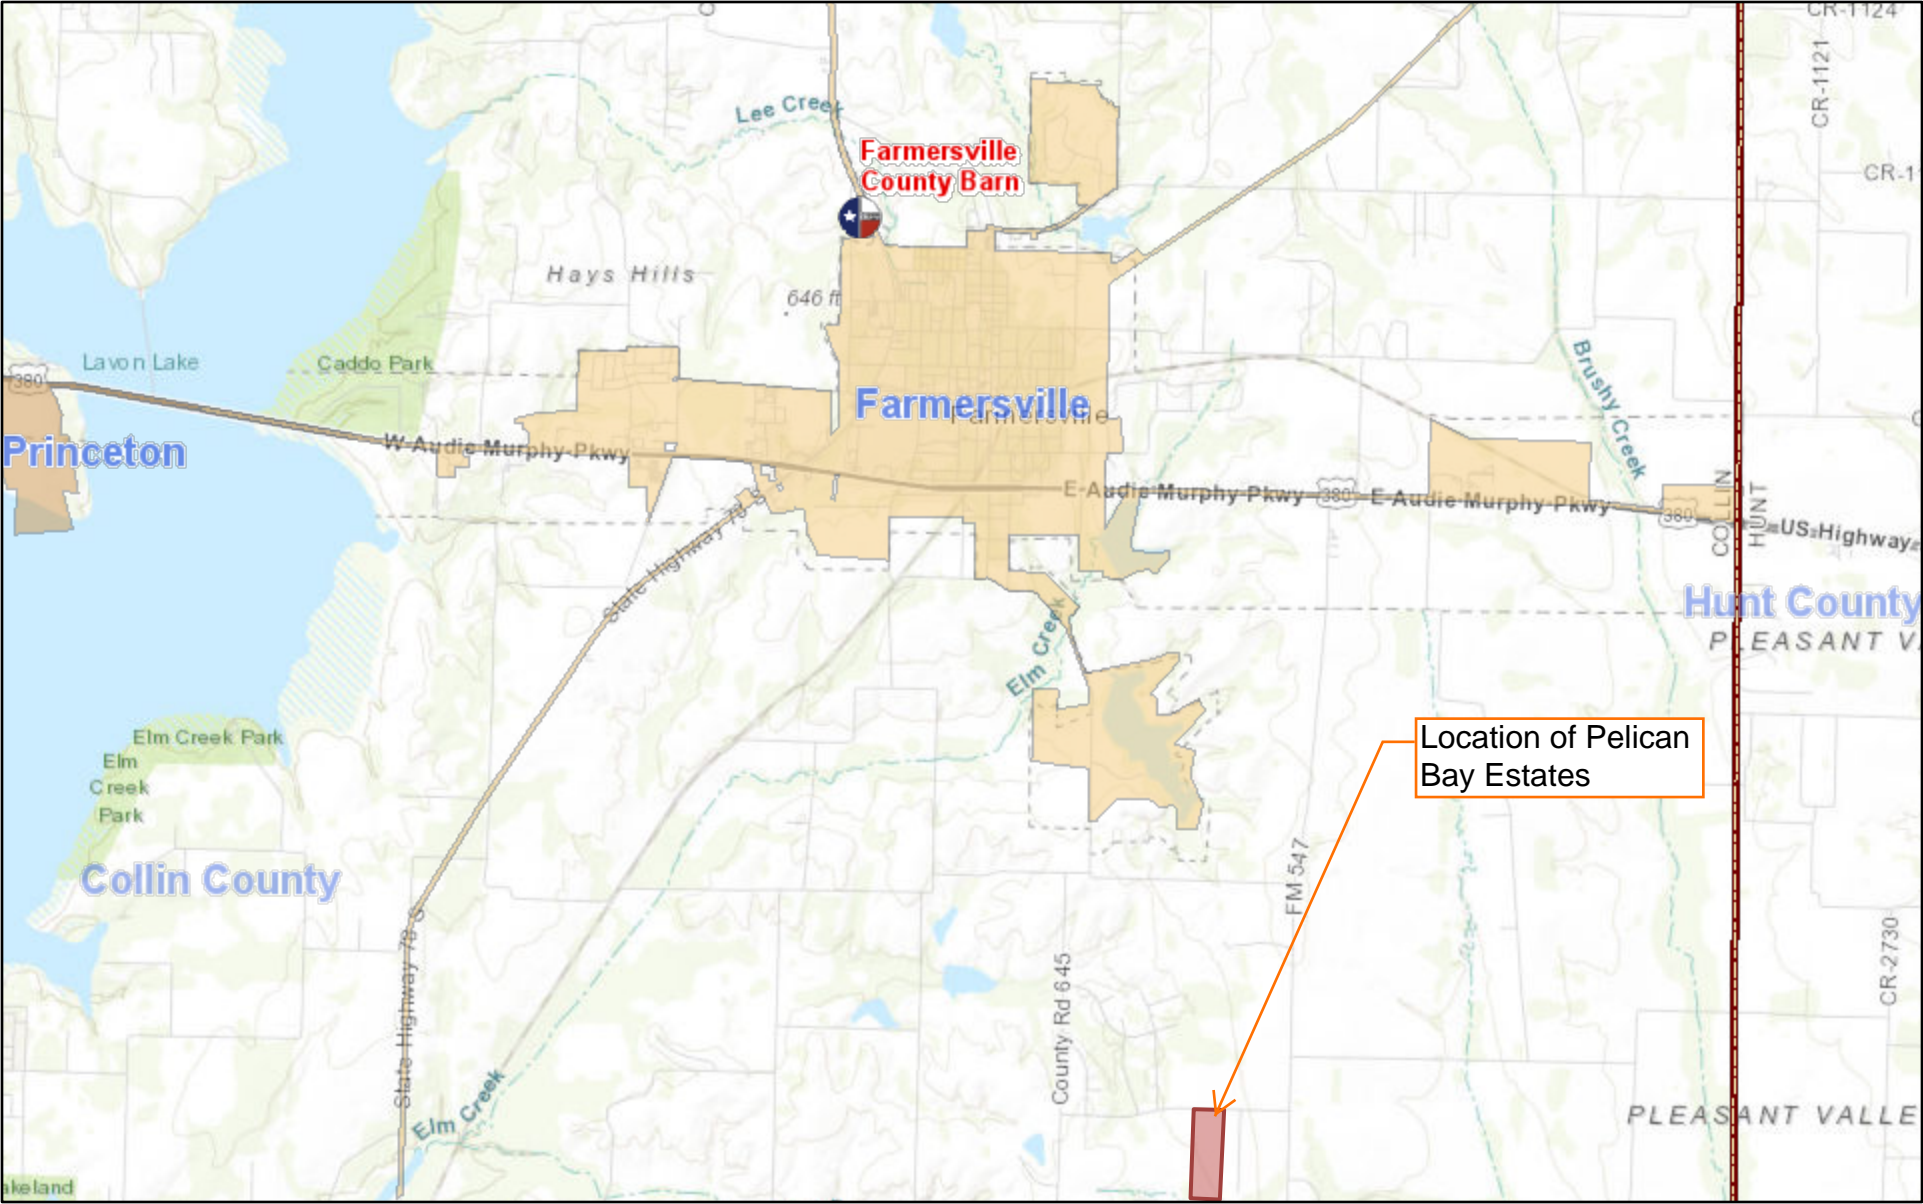 CR-1124
CR-1121
Lee Creek
Farmersville
County Barn
CR-1
Hays Hills
646 ft
Lavon Lake
Caddo Park
380
Brushy Creek
Farmersville
Farmersville
Princeton
W Audie Murphy Pkwy
E Audie Murphy Pkwy
380
E Audie Murphy Pkwy
380
COLLIN
HUNT
US Highway
State Highway 78
Hunt County
PLEASANT VA
Elm Creek
Elm Creek Park
Elm
Creek
Park
Location of Pelican
Bay Estates
Collin County
FM 547
State Highway 78 S
County Rd 645
CR-2730
Elm Creek
PLEASANT VALLE
akeland